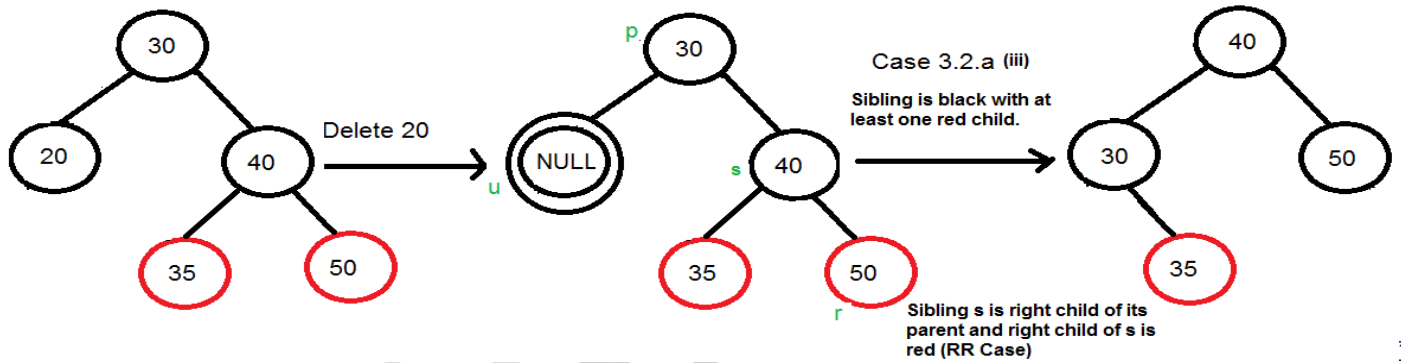 30
20
40
35
50
Delete 20
p
30
NULL
u
s
40
35
50
r
Case 3.2.a (iii)
Sibling is black with at
least one red child.
Sibling s is right child of its
parent and right child of s is
red (RR Case)
40
30
50
35